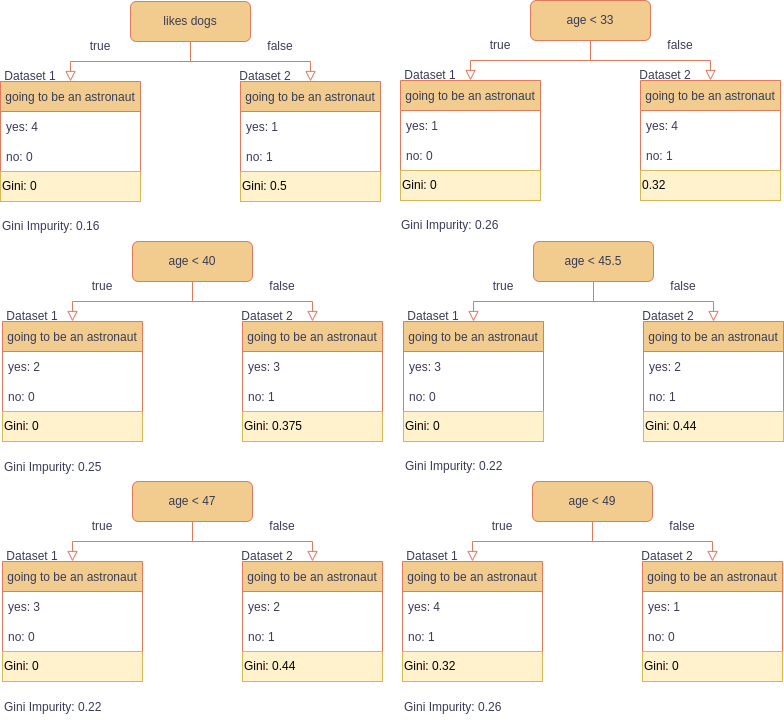 likes dogs
true
false
Dataset 1
Dataset 2
going to be an astronaut
going to be an astronaut
yes: 4
yes: 1
no: 0
no: 1
Gini: 0
Gini: 0.5
Gini Impurity: 0.16
age < 33
true
false
Dataset 1
Dataset 2
going to be an astronaut
going to be an astronaut
yes: 1
yes: 4
no: 0
no: 1
Gini: 0
0.32
Gini Impurity: 0.26
age < 40
true
false
Dataset 1
Dataset 2
going to be an astronaut
going to be an astronaut
yes: 2
yes: 3
no: 0
no: 1
Gini: 0
Gini: 0.375
Gini Impurity: 0.25
age < 45.5
true
false
Dataset 1
Dataset 2
going to be an astronaut
going to be an astronaut
yes: 3
yes: 2
no: 0
no: 1
Gini: 0
Gini: 0.44
Gini Impurity: 0.22
age < 47
true
false
Dataset 1
Dataset 2
going to be an astronaut
going to be an astronaut
yes: 3
yes: 2
no: 0
no: 1
Gini: 0
Gini: 0.44
Gini Impurity: 0.22
age < 49
true
false
Dataset 1
Dataset 2
going to be an astronaut
going to be an astronaut
yes: 4
yes: 1
no: 1
no: 0
Gini: 0.32
Gini: 0
Gini Impurity: 0.26